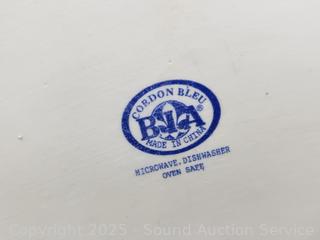 CORDON BLEU
BIA®
MADE IN CHINA
MICROWAVE, DISHWASHER
OVEN SAFE
Copyright 2025 - Sound Auction Service